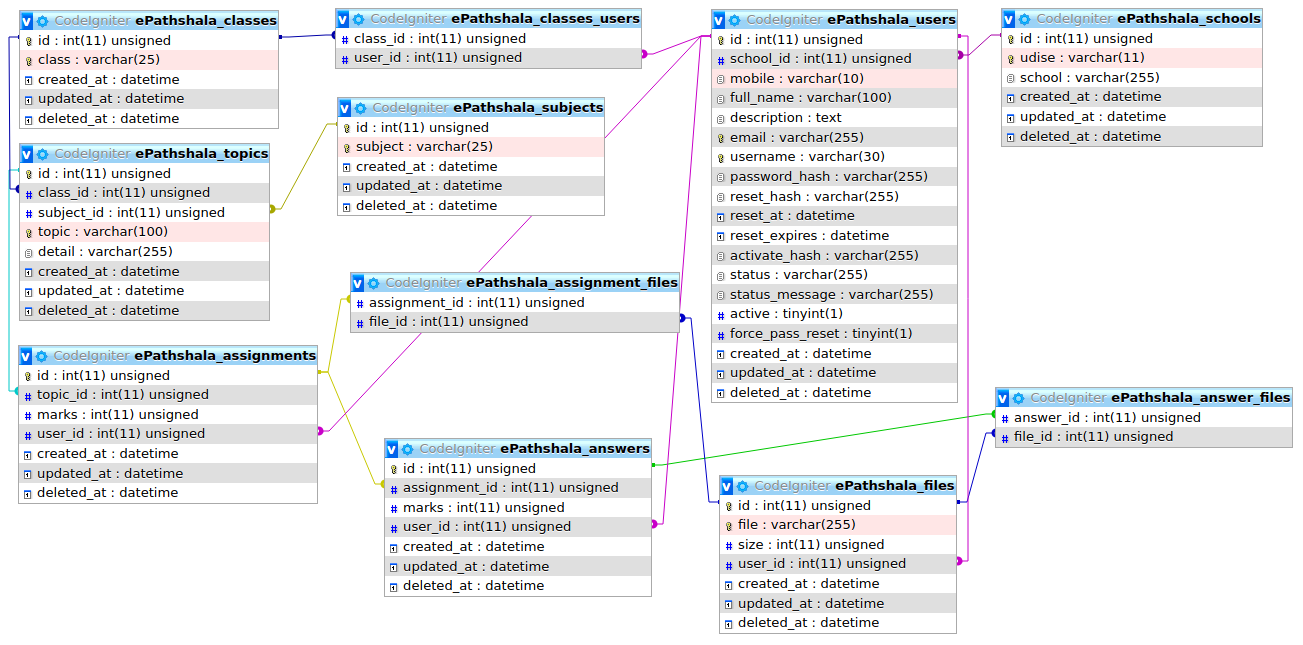 v CodeIgniter ePathshala_classes
id : int(11) unsigned
class : varchar(25)
created_at : datetime
updated_at : datetime
deleted_at : datetime
v CodeIgniter ePathshala_classes_users
# class_id : int(11) unsigned
# user_id : int(11) unsigned
v CodeIgniter ePathshala_users
id : int(11) unsigned
# school_id : int(11) unsigned
mobile : varchar(10)
full_name : varchar(100)
description : text
email : varchar(255)
username : varchar(30)
password_hash : varchar(255)
reset_hash : varchar(255)
reset_at : datetime
reset_expires : datetime
activate_hash : varchar(255)
status : varchar(255)
status_message : varchar(255)
# active : tinyint(1)
# force_pass_reset : tinyint(1)
created_at : datetime
updated_at : datetime
deleted_at : datetime
v CodeIgniter ePathshala_schools
id : int(11) unsigned
udise : varchar(11)
school : varchar(255)
created_at : datetime
updated_at : datetime
deleted_at : datetime
v CodeIgniter ePathshala_subjects
id : int(11) unsigned
subject : varchar(25)
created_at : datetime
updated_at : datetime
deleted_at : datetime
v CodeIgniter ePathshala_topics
id : int(11) unsigned
# class_id : int(11) unsigned
# subject_id : int(11) unsigned
topic : varchar(100)
detail : varchar(255)
created_at : datetime
updated_at : datetime
deleted_at : datetime
v CodeIgniter ePathshala_assignment_files
# assignment_id : int(11) unsigned
# file_id : int(11) unsigned
v CodeIgniter ePathshala_assignments
id : int(11) unsigned
# topic_id : int(11) unsigned
# marks : int(11) unsigned
# user_id : int(11) unsigned
created_at : datetime
updated_at : datetime
deleted_at : datetime
v CodeIgniter ePathshala_answers
id : int(11) unsigned
# assignment_id : int(11) unsigned
# marks : int(11) unsigned
# user_id : int(11) unsigned
created_at : datetime
updated_at : datetime
deleted_at : datetime
v CodeIgniter ePathshala_answer_files
# answer_id : int(11) unsigned
# file_id : int(11) unsigned
v CodeIgniter ePathshala_files
id : int(11) unsigned
file : varchar(255)
# size : int(11) unsigned
# user_id : int(11) unsigned
created_at : datetime
updated_at : datetime
deleted_at : datetime